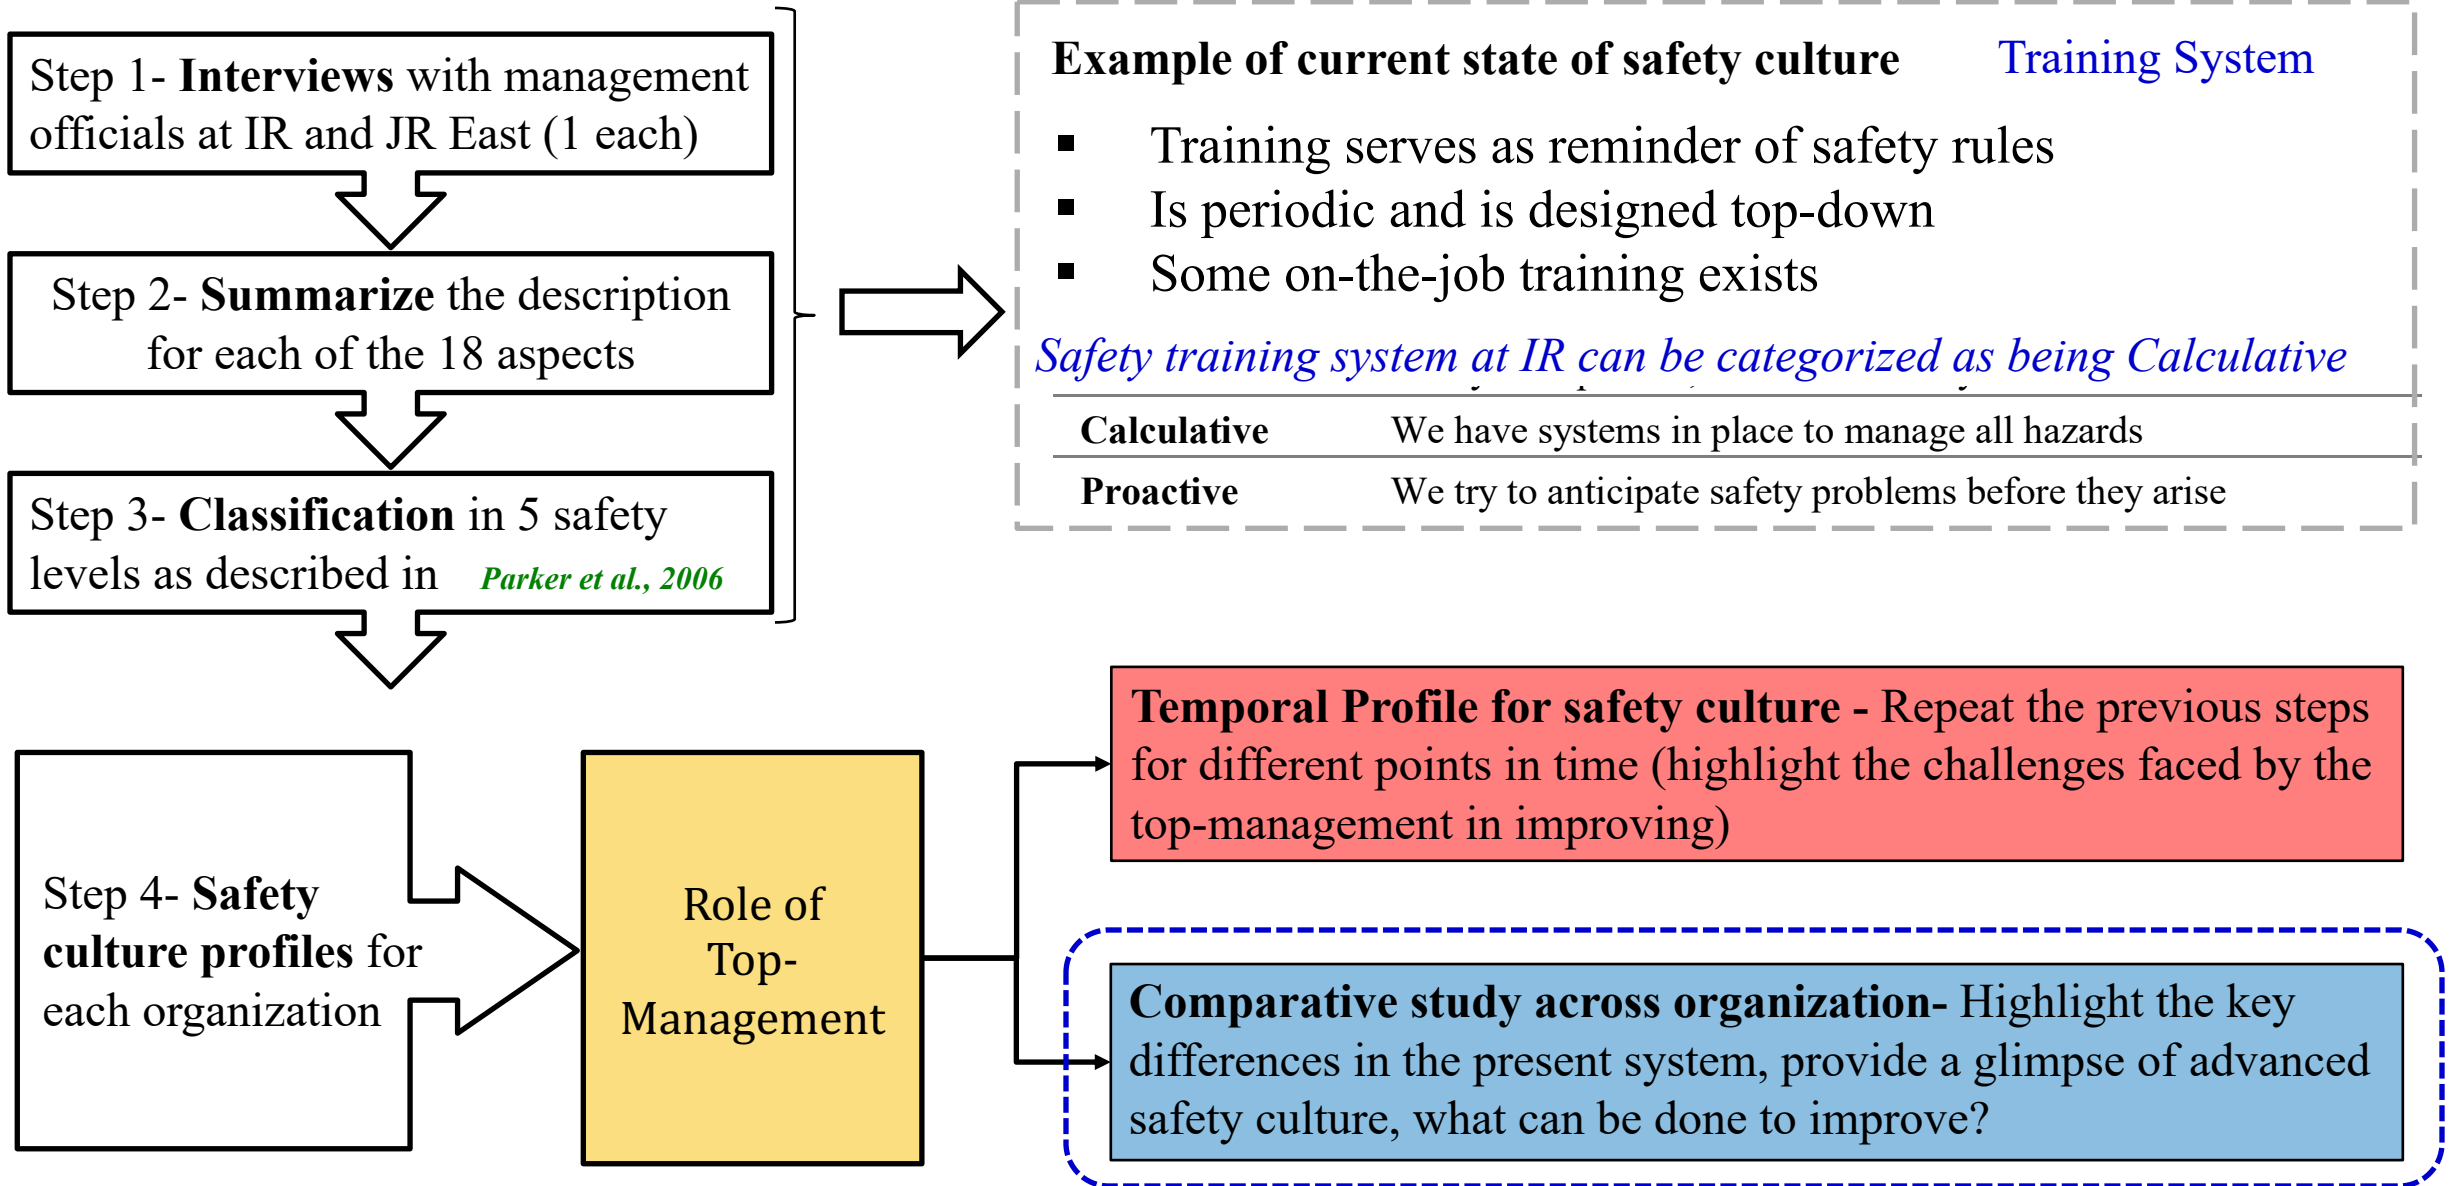 Step 1- Interviews with management
officials at IR and JR East (1 each)
Step 2- Summarize the description
for each of the 18 aspects
Step 3- Classification in 5 safety
levels as described in Parker et al., 2006
Example of current state of safety culture Training System
▪ Training serves as reminder of safety rules
▪ Is periodic and is designed top-down
▪ Some on-the-job training exists
Safety training system at IR can be categorized as being Calculative
Calculative We have systems in place to manage all hazards
Proactive We try to anticipate safety problems before they arise
Step 4- Safety
culture profiles for
each organization
Role of
Top-
Management
Temporal Profile for safety culture - Repeat the previous steps
for different points in time (highlight the challenges faced by the
top-management in improving)
Comparative study across organization- Highlight the key
differences in the present system, provide a glimpse of advanced
safety culture, what can be done to improve?